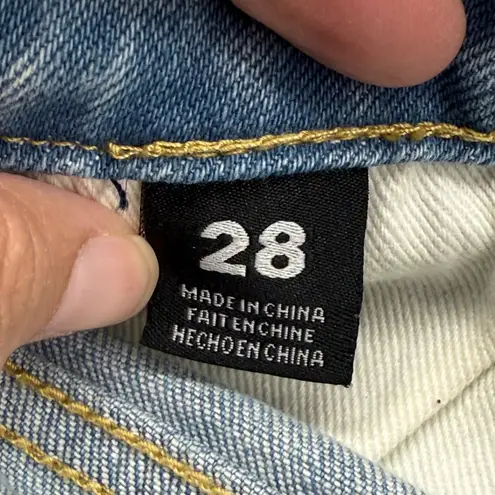 28
MADE IN CHINA
FAIT EN CHINE
HECHO EN CHINA